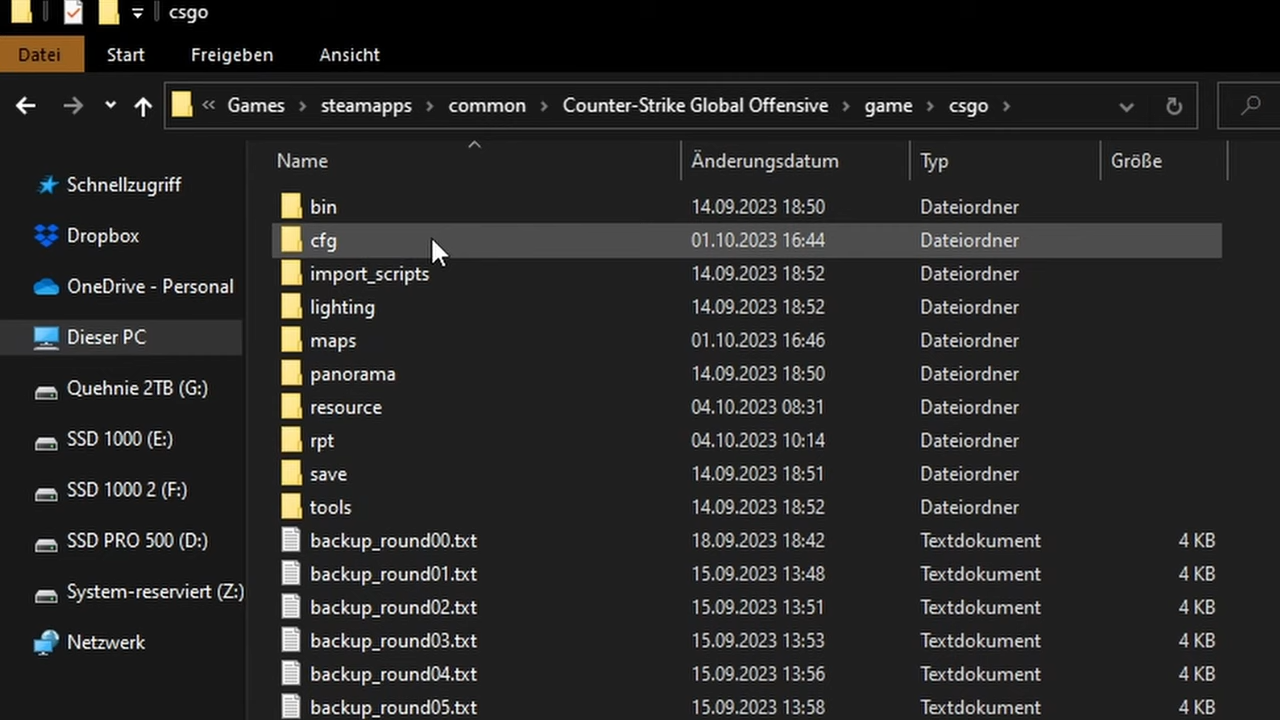 csgo
Datei Start Freigeben Ansicht
« Games › steamapps › common › Counter-Strike Global Offensive › game › csgo ›
Name Änderungsdatum Typ Größe
Schnellzugriff
Dropbox
OneDrive - Personal
Dieser PC
Quehnie 2TB (G:)
SSD 1000 (E:)
SSD 1000 2 (F:)
SSD PRO 500 (D:)
System-reserviert (Z:)
Netzwerk
bin 14.09.2023 18:50 Dateiordner
cfg 01.10.2023 16:44 Dateiordner
import_scripts 14.09.2023 18:52 Dateiordner
lighting 14.09.2023 18:52 Dateiordner
maps 01.10.2023 16:46 Dateiordner
panorama 14.09.2023 18:50 Dateiordner
resource 04.10.2023 08:31 Dateiordner
rpt 04.10.2023 10:14 Dateiordner
save 14.09.2023 18:51 Dateiordner
tools 14.09.2023 18:52 Dateiordner
backup_round00.txt 18.09.2023 18:42 Textdokument 4 KB
backup_round01.txt 15.09.2023 13:48 Textdokument 4 KB
backup_round02.txt 15.09.2023 13:51 Textdokument 4 KB
backup_round03.txt 15.09.2023 13:53 Textdokument 4 KB
backup_round04.txt 15.09.2023 13:56 Textdokument 4 KB
backup_round05.txt 15.09.2023 13:58 Textdokument 4 KB